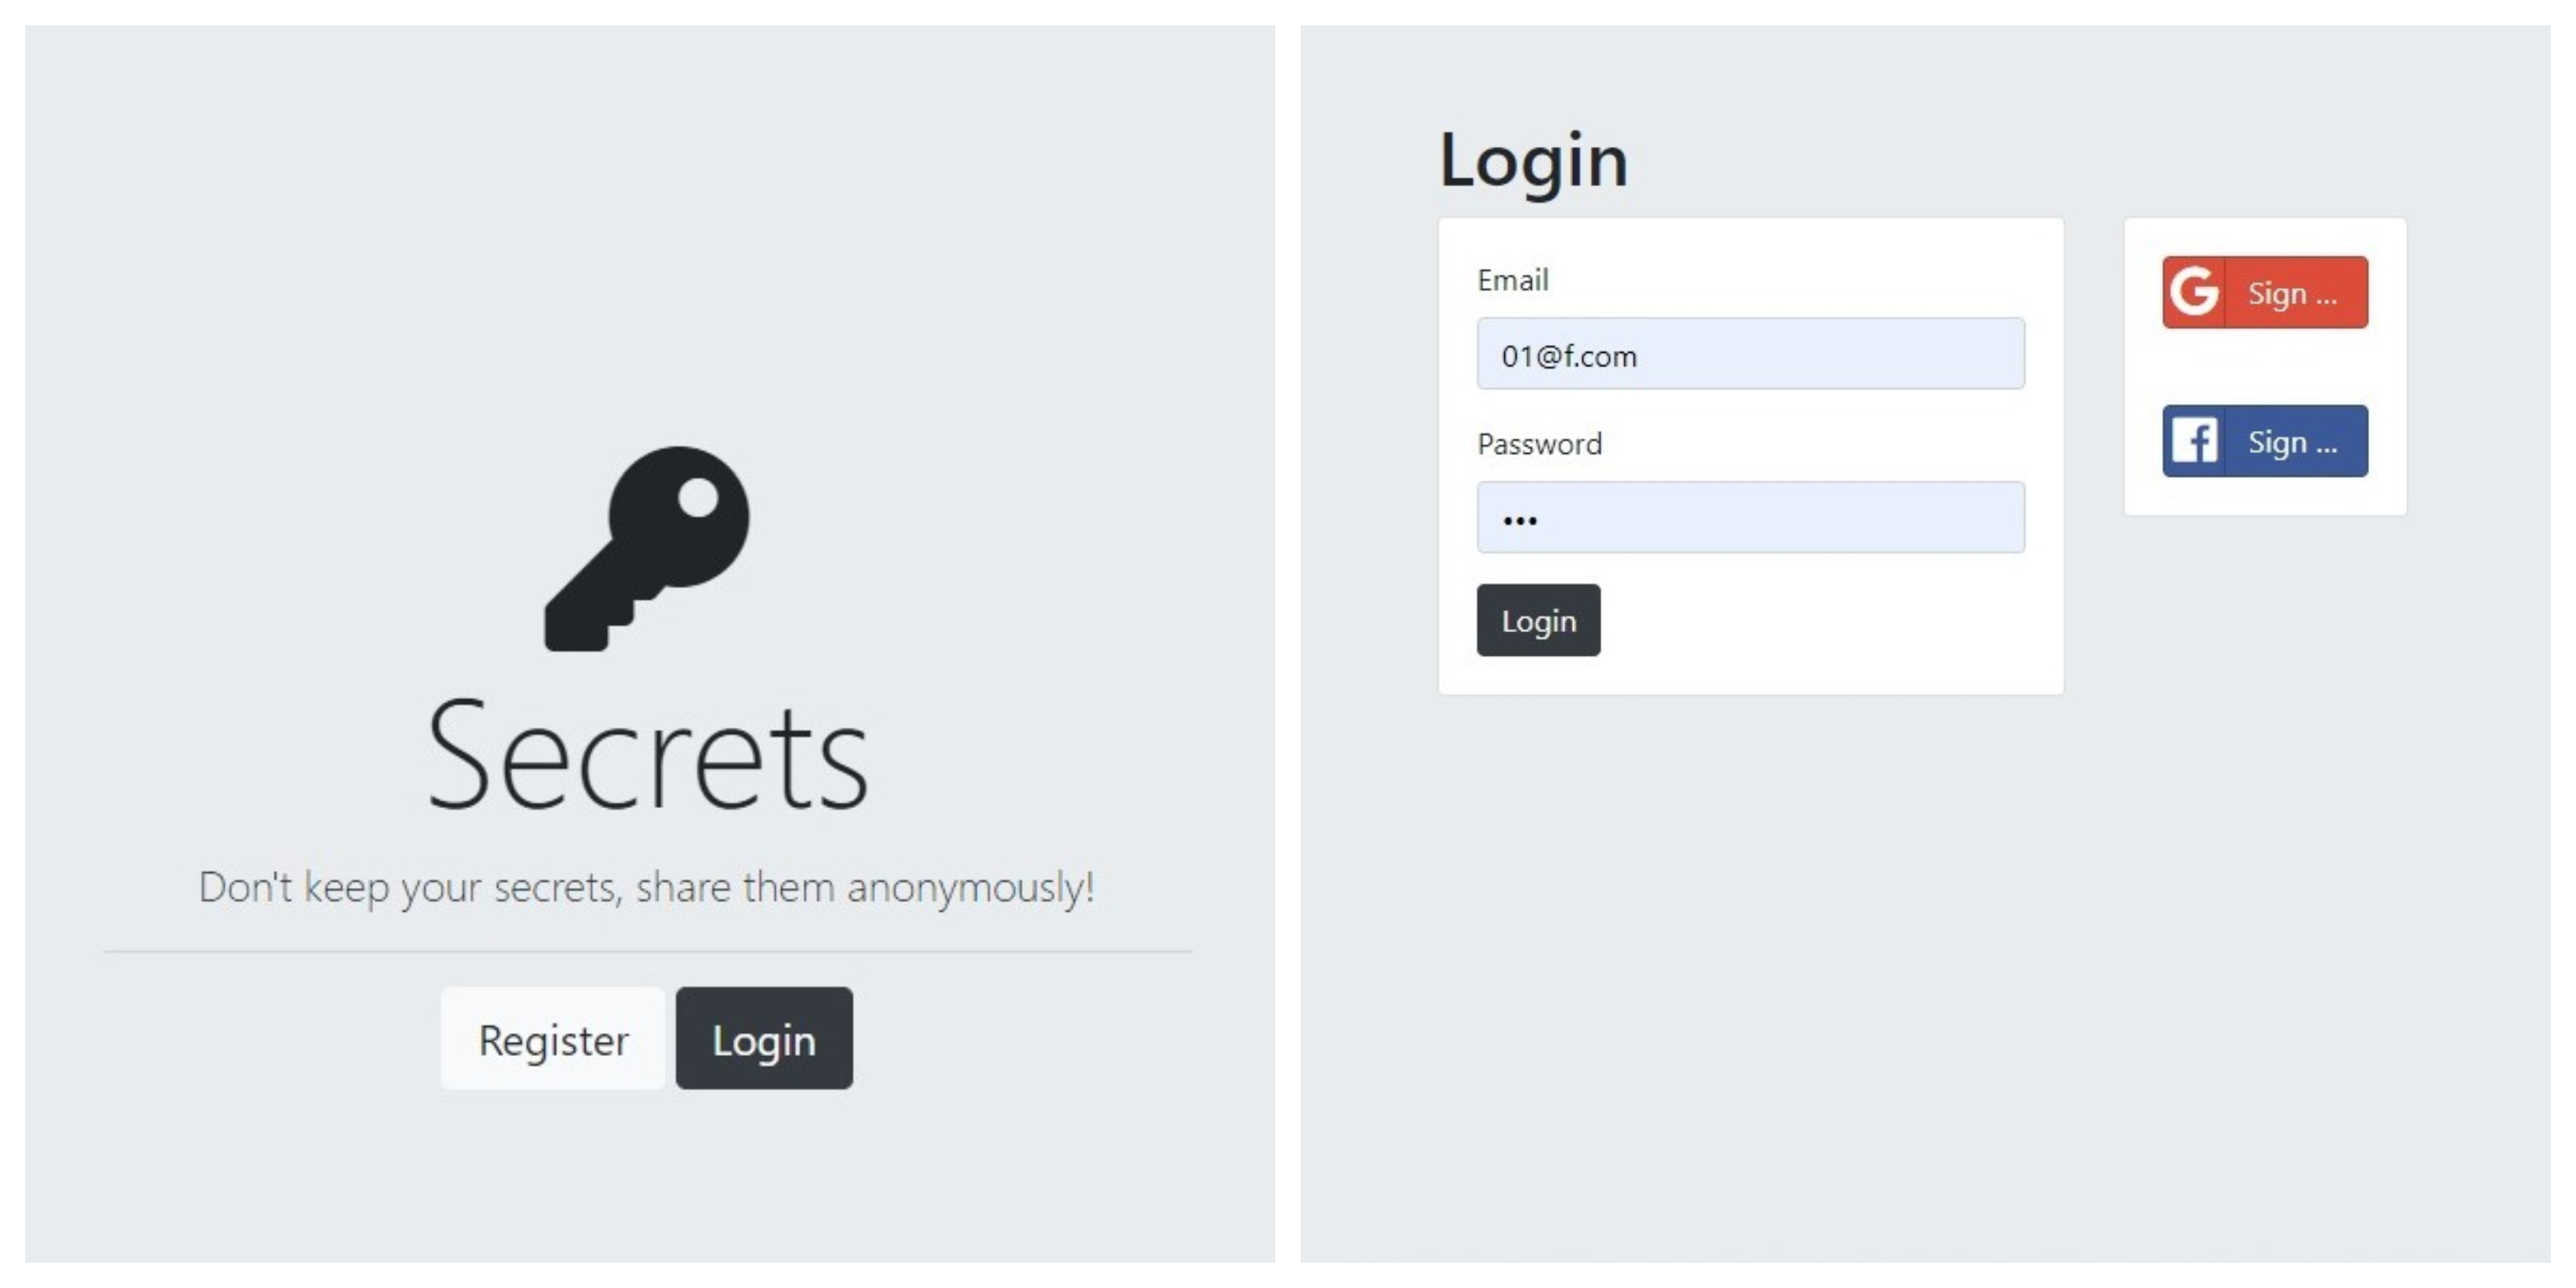 Secrets
Don't keep your secrets, share them anonymously!
Register
Login
Login
Email
01@f.com
Password
•••
Login
G Sign ...
f Sign ...